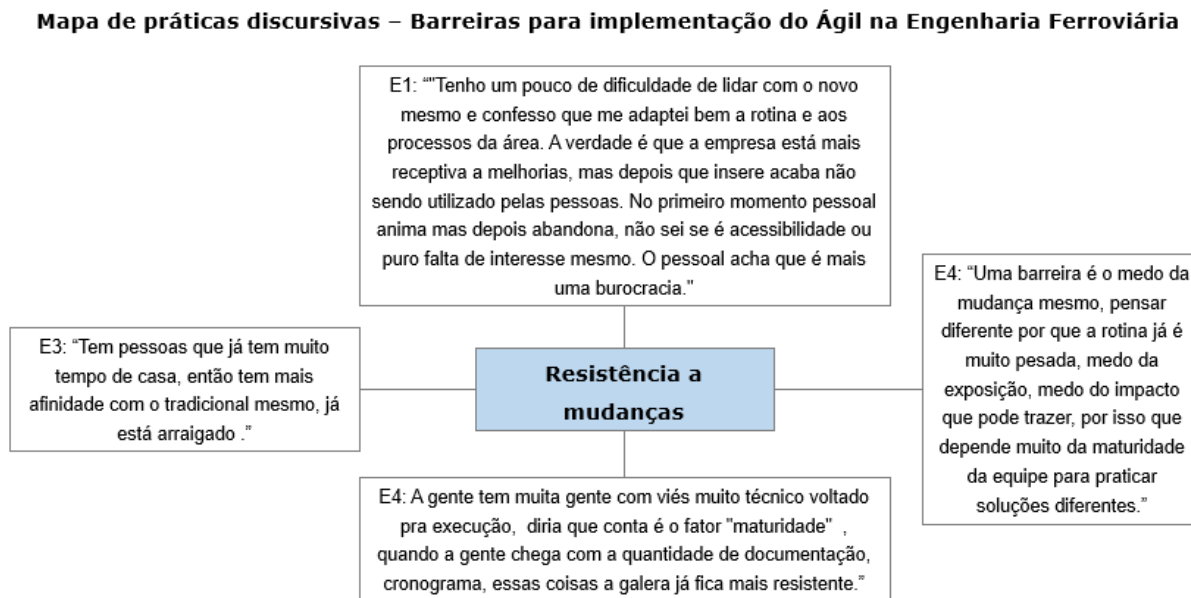 Mapa de práticas discursivas – Barreiras para implementação do Ágil na Engenharia Ferroviária
E1: “"Tenho um pouco de dificuldade de lidar com o novo
mesmo e confesso que me adaptei bem a rotina e aos
processos da área. A verdade é que a empresa está mais
receptiva a melhorias, mas depois que insere acaba não
sendo utilizado pelas pessoas. No primeiro momento pessoal
anima mas depois abandona, não sei se é acessibilidade ou
puro falta de interesse mesmo. O pessoal acha que é mais
uma burocracia."
E3: “Tem pessoas que já tem muito
tempo de casa, então tem mais
afinidade com o tradicional mesmo, já
está arraigado .”
Resistência a
mudanças
E4: “Uma barreira é o medo da
mudança mesmo, pensar
diferente por que a rotina já é
muito pesada, medo da
exposição, medo do impacto
que pode trazer, por isso que
depende muito da maturidade
da equipe para praticar
soluções diferentes.”
E4: A gente tem muita gente com viés muito técnico voltado
pra execução, diria que conta é o fator "maturidade" ,
quando a gente chega com a quantidade de documentação,
cronograma, essas coisas a galera já fica mais resistente.”